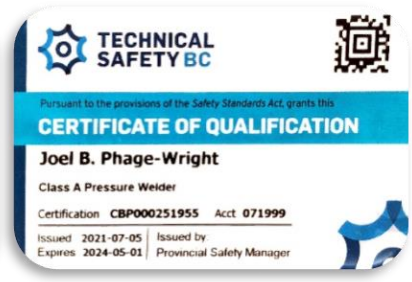 TECHNICAL
SAFETY BC
Pursuant to the provisions of the Safety Standards Act, grants this
CERTIFICATE OF QUALIFICATION
Joel B. Phage-Wright
Class A Pressure Welder
Certification CBP000251955 Acct 071999
Issued 2021-07-05 Issued by
Expires 2024-05-01 Provincial Safety Manager